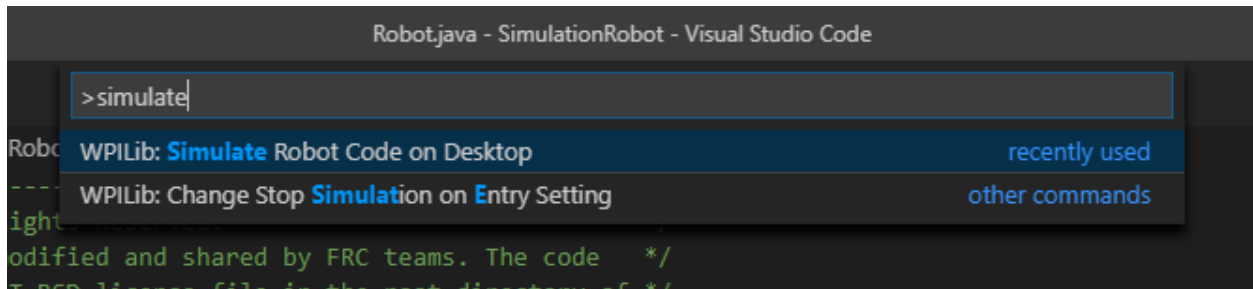 Robot.java - SimulationRobot - Visual Studio Code
>simulate
WPILib: Simulate Robot Code on Desktop recently used
WPILib: Change Stop Simulation on Entry Setting other commands
odified and shared by FRC teams. The code */